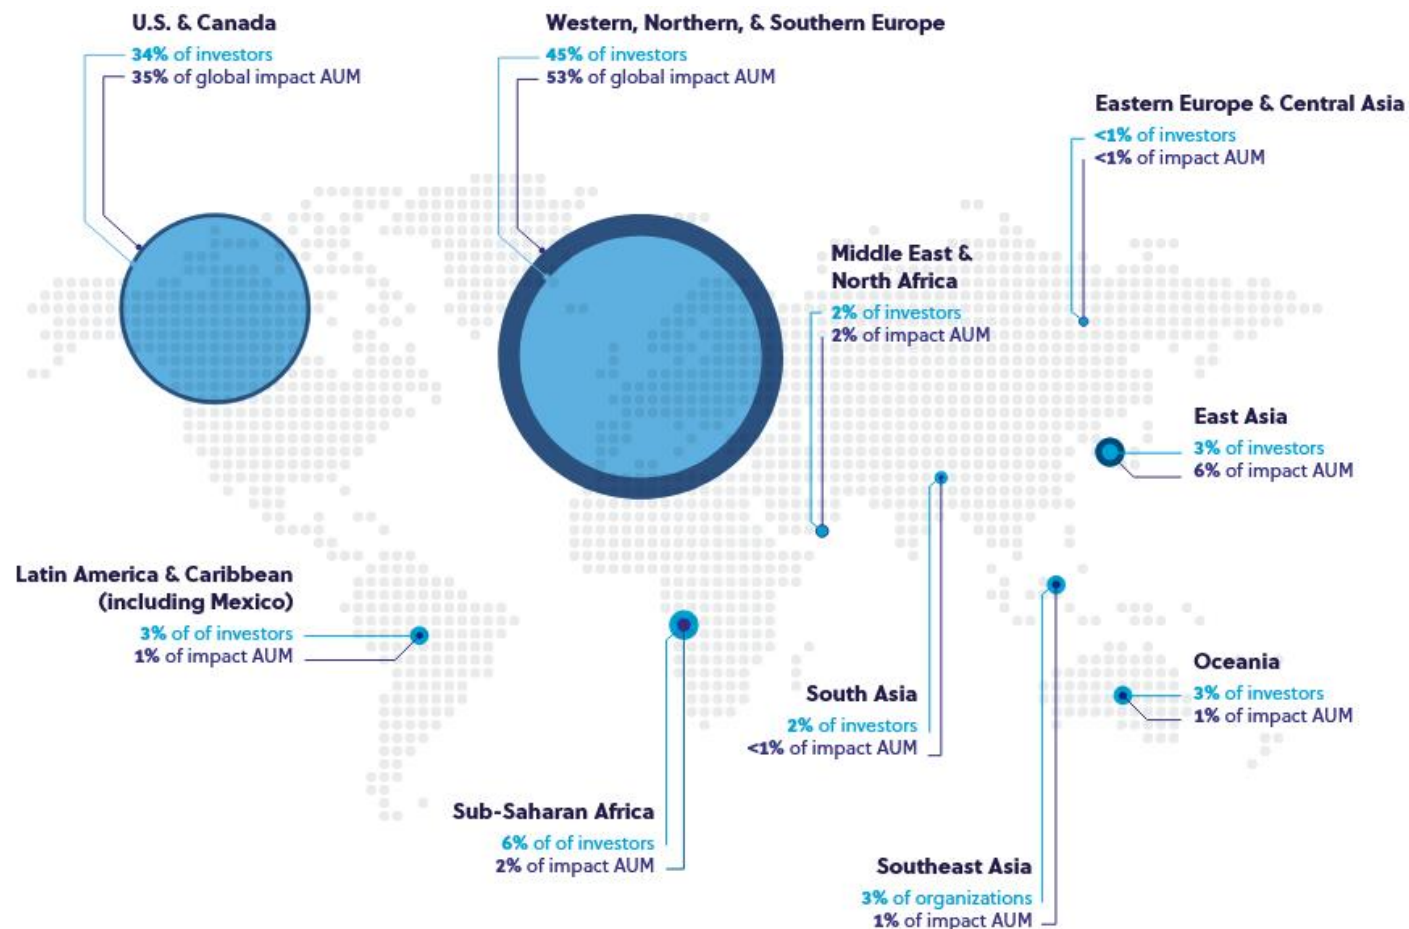 U.S. & Canada
34% of investors
35% of global impact AUM
Western, Northern, & Southern Europe
45% of investors
53% of global impact AUM
Eastern Europe & Central Asia
<1% of investors
<1% of impact AUM
Middle East &
North Africa
2% of investors
2% of impact AUM
East Asia
3% of investors
6% of impact AUM
Latin America & Caribbean
(including Mexico)
3% of of investors
1% of impact AUM
South Asia
2% of investors
<1% of impact AUM
Oceania
3% of investors
1% of impact AUM
Sub-Saharan Africa
6% of of investors
2% of impact AUM
Southeast Asia
3% of organizations
1% of impact AUM